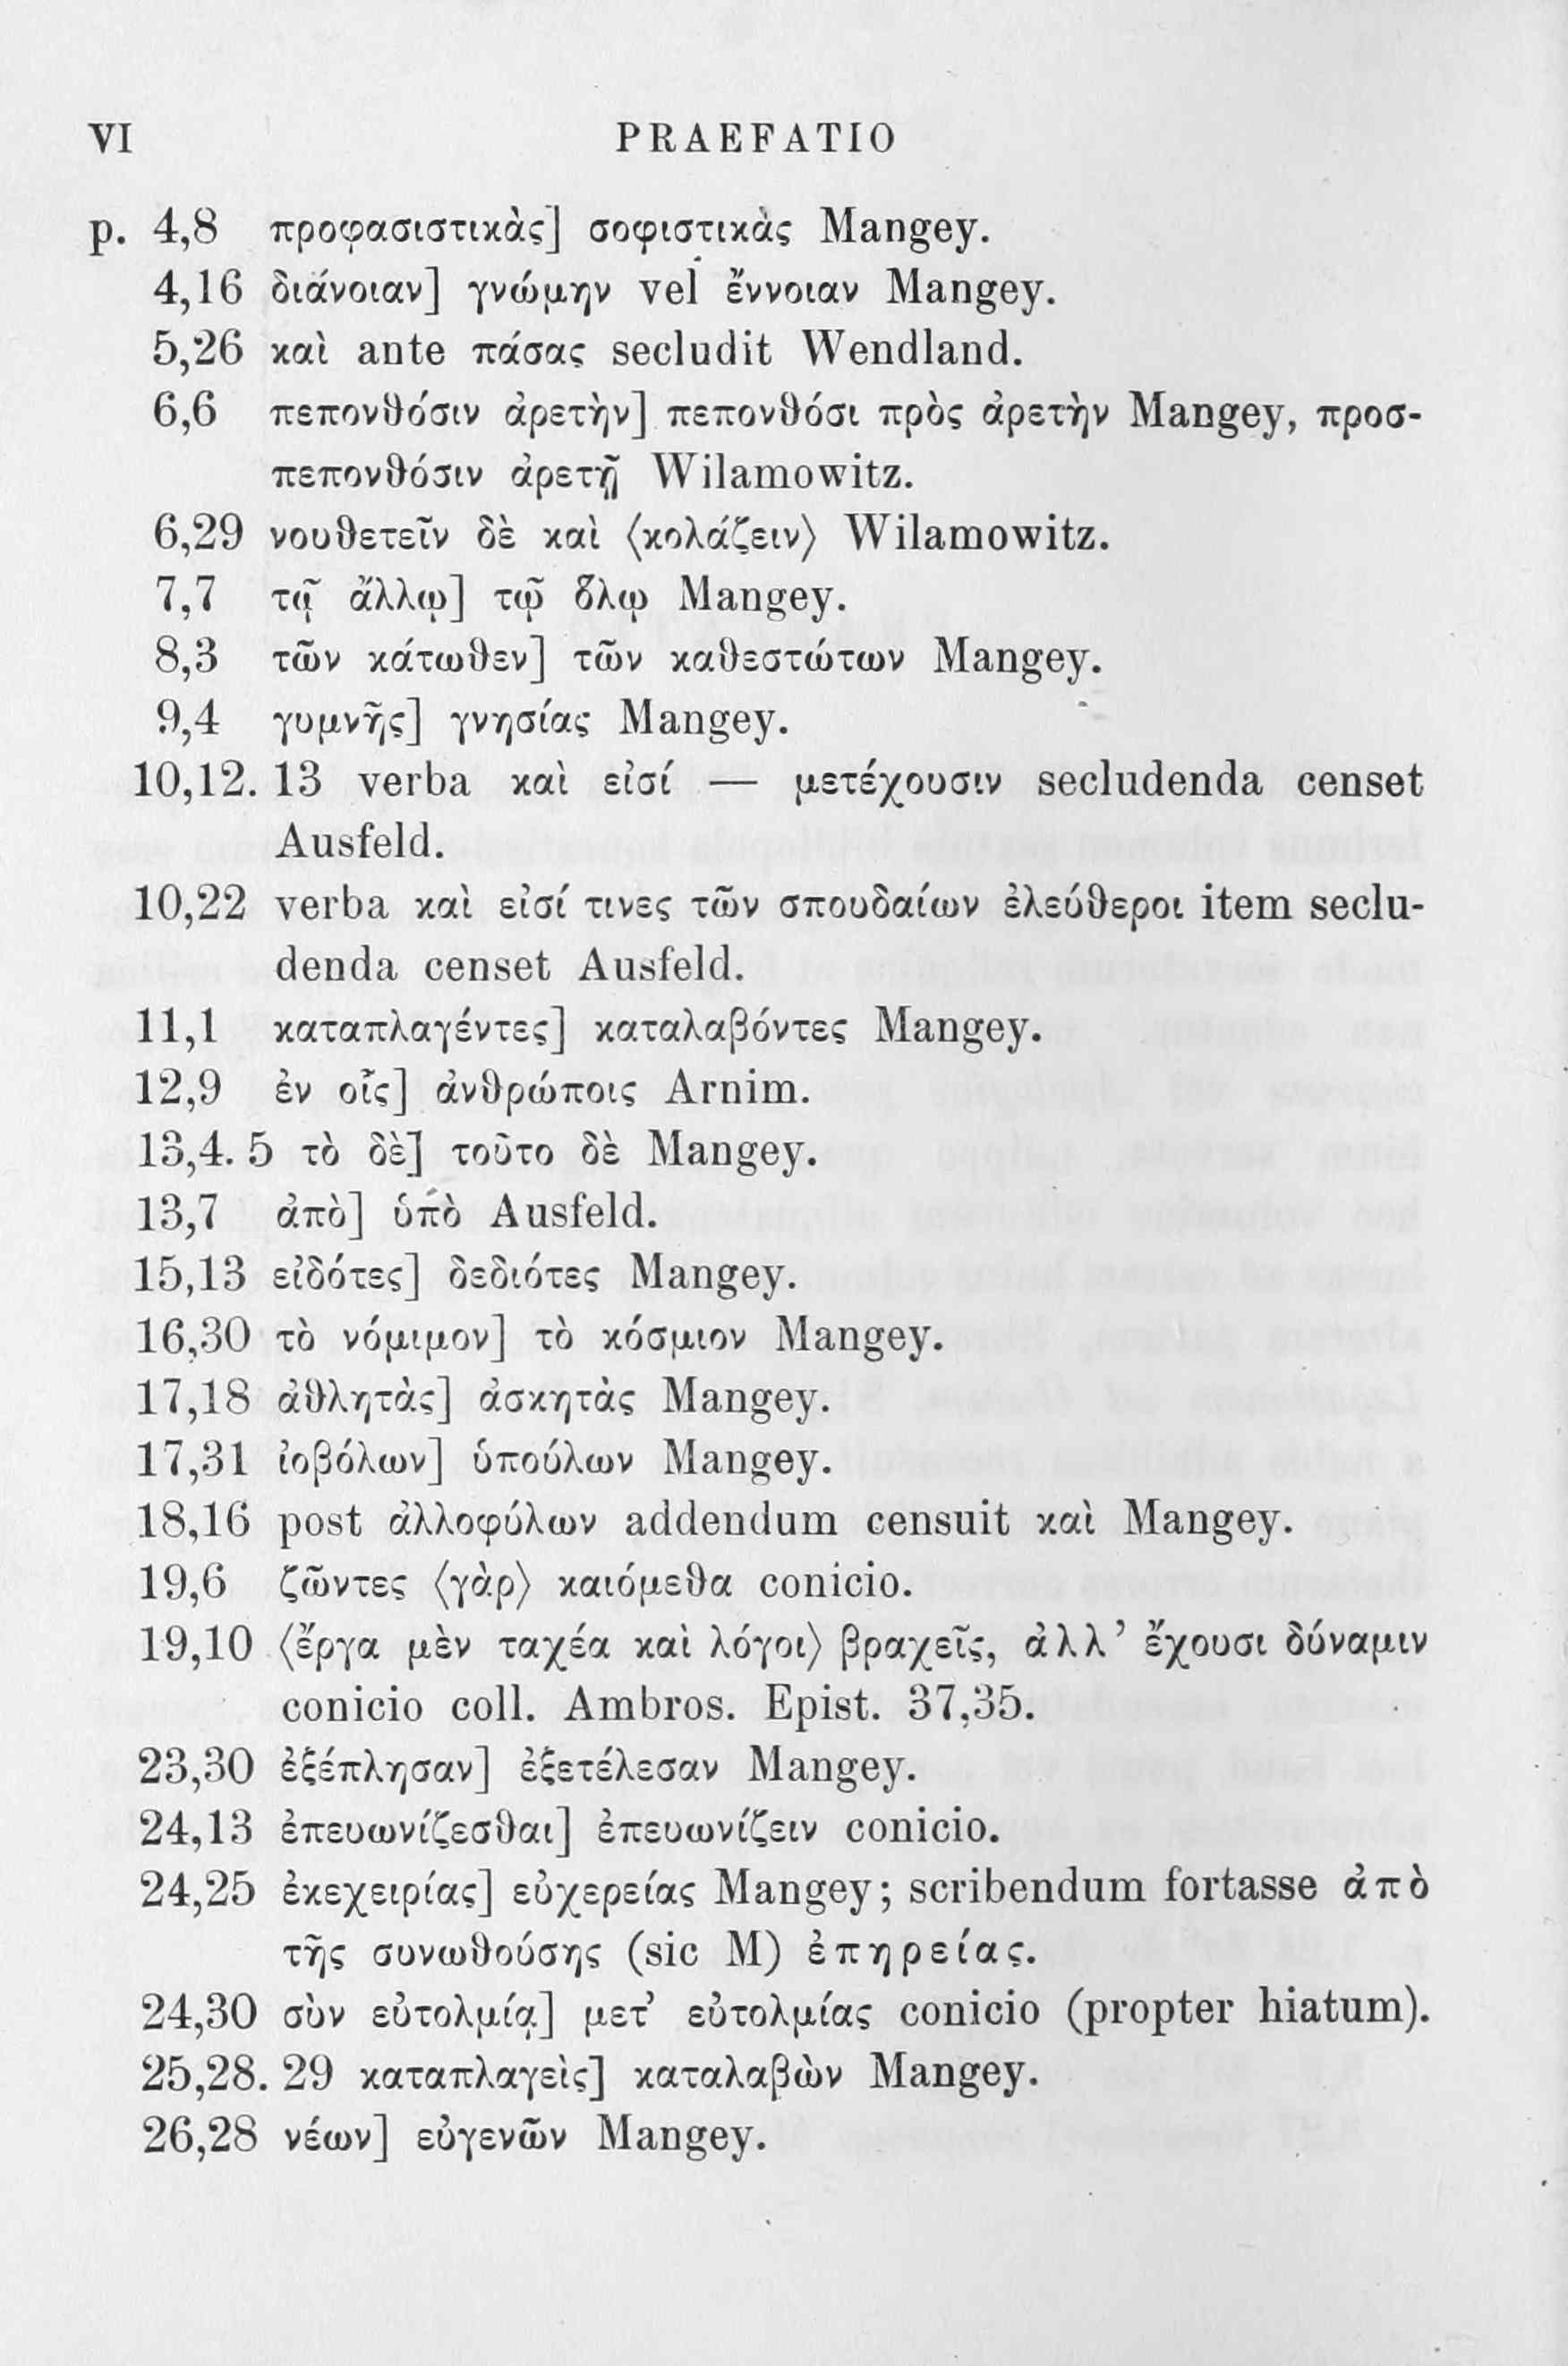 VI PRAEFATIO
p. 4,8 προφασιστικὰς] σοφιστικὰς Mangey.
4,16 διάνοιαν] γνώμην vel ἔννοιαν Mangey.
5,26 καὶ ante πάσας secludit Wendland.
6,6 πεπονθόσιν ἀρετὴν] πεπονθόσι πρὸς ἀρετὴν Mangey, προσ-
πεπονθόσιν ἀρετῇ Wilamowitz.
6,29 νουθετεῖν δὲ καὶ ⟨κολάζειν⟩ Wilamowitz.
7,7 τῷ ἄλλῳ] τῷ ὅλῳ Mangey.
8,3 τῶν κάτωθεν] τῶν καθεστώτων Mangey.
9,4 γυμνῆς] γνησίας Mangey.
10,12. 13 verba καὶ εἰσί — μετέχουσιν secludenda censet
Ausfeld.
10,22 verba καὶ εἰσί τινες τῶν σπουδαίων ἐλεύθεροι item seclu-
denda censet Ausfeld.
11,1 καταπλαγέντες] καταλαβόντες Mangey.
12,9 ἐν οἷς] ἀνθρώποις Arnim.
13,4. 5 τὸ δὲ] τοῦτο δὲ Mangey.
13,7 ἀπὸ] ὑπὸ Ausfeld.
15,13 εἰδότες] δεδιότες Mangey.
16,30 τὸ νόμιμον] τὸ κόσμιον Mangey.
17,18 ἀθλητὰς] ἀσκητὰς Mangey.
17,31 ἰοβόλων] ὑπούλων Mangey.
18,16 post ἀλλοφύλων addendum censuit καὶ Mangey.
19,6 ζῶντες ⟨γὰρ⟩ καιόμεθα conicio.
19,10 ⟨ἔργα μὲν ταχέα καὶ λόγοι⟩ βραχεῖς, ἀλλ’ ἔχουσι δύναμιν
conicio coll. Ambros. Epist. 37,35.
23,30 ἐξέπλησαν] ἐξετέλεσαν Mangey.
24,13 ἐπευωνίζεσθαι] ἐπευωνίζειν conicio.
24,25 ἐκεχειρίας] εὐχερείας Mangey; scribendum fortasse ἀπὸ
τῆς συνωθούσης (sic M) ἐπηρείας.
24,30 σὺν εὐτολμίᾳ] μετ’ εὐτολμίας conicio (propter hiatum).
25,28. 29 καταπλαγεὶς] καταλαβὼν Mangey.
26,28 νέων] εὐγενῶν Mangey.